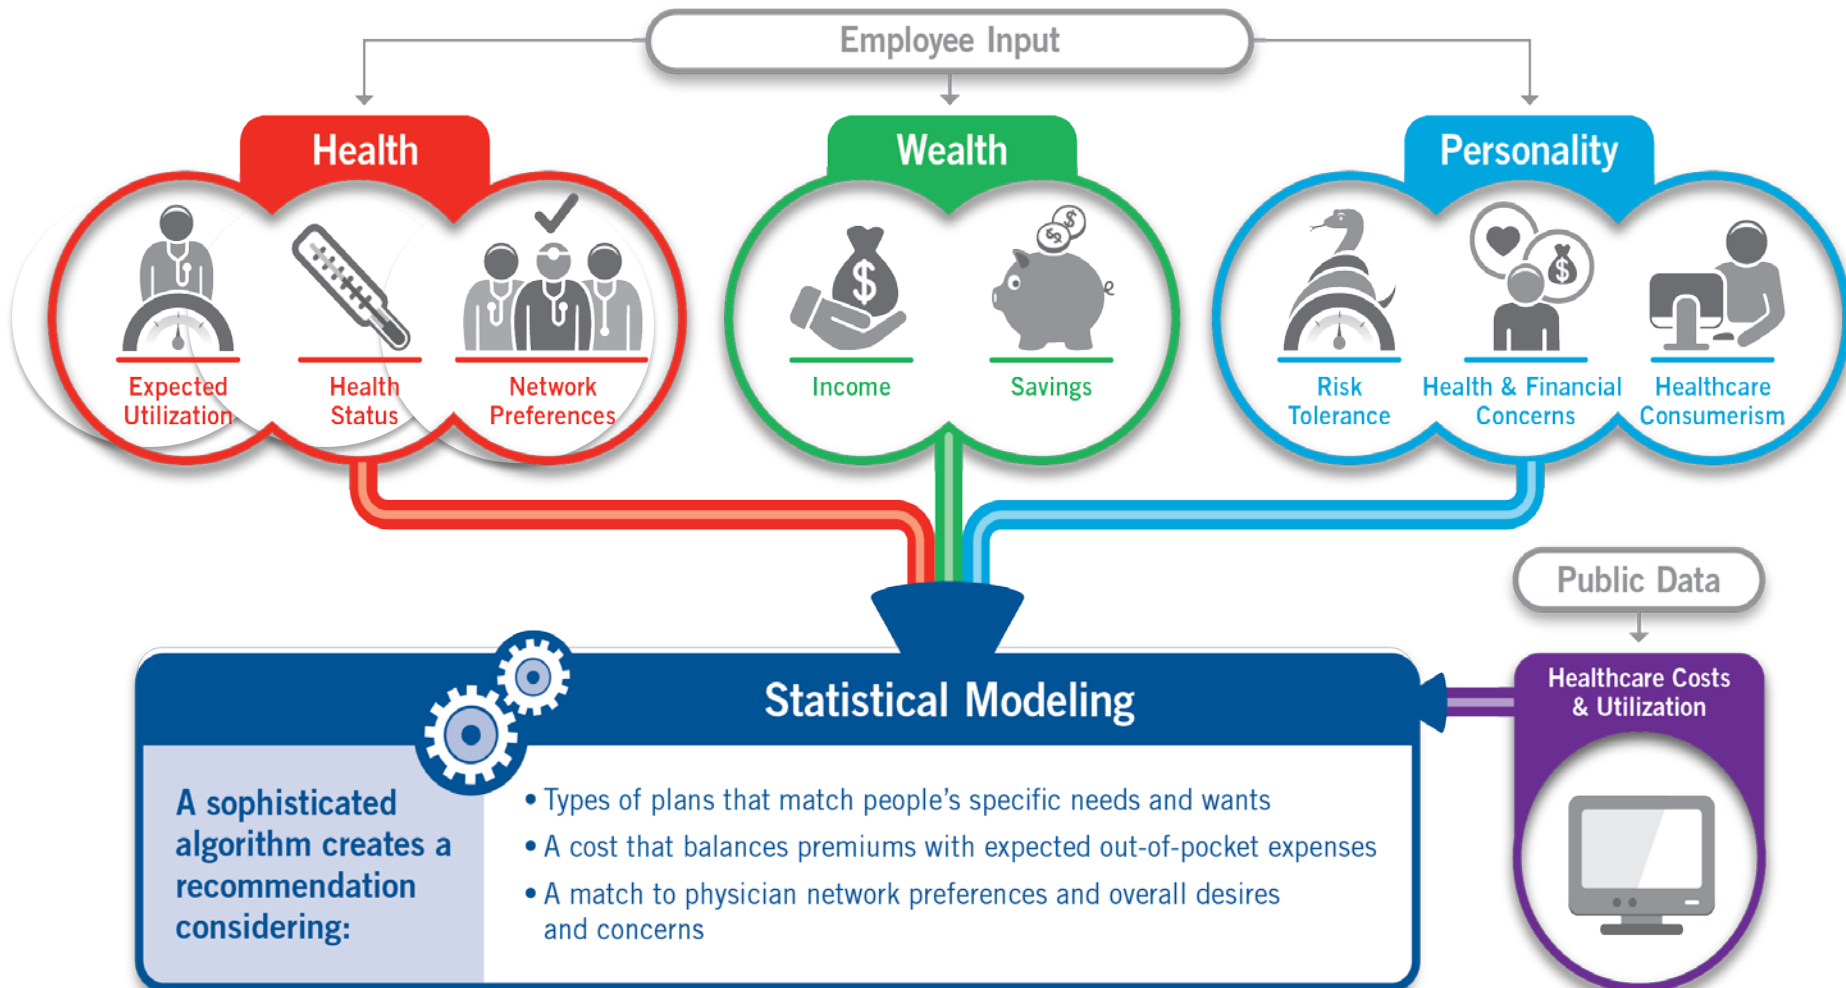 Employee Input
Health
Wealth
Personality
Expected
Utilization
Health
Status
Network
Preferences
Income
Savings
Risk
Tolerance
Health & Financial
Concerns
Healthcare
Consumerism
Public Data
Healthcare Costs
& Utilization
Statistical Modeling
A sophisticated
algorithm creates a
recommendation
considering:
• Types of plans that match people’s specific needs and wants
• A cost that balances premiums with expected out-of-pocket expenses
• A match to physician network preferences and overall desires
and concerns